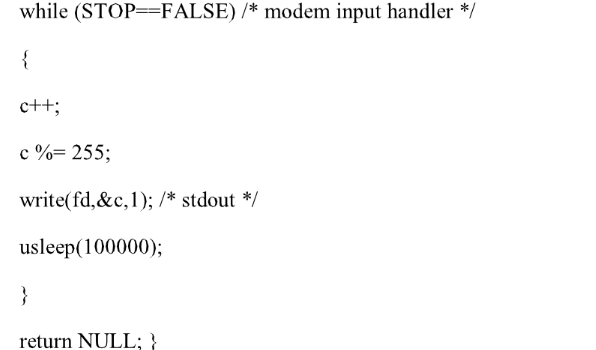 while (STOP==FALSE) /* modem input handler */
{
c++;
c %= 255;
write(fd,&c,1); /* stdout */
usleep(100000);
}
return NULL; }